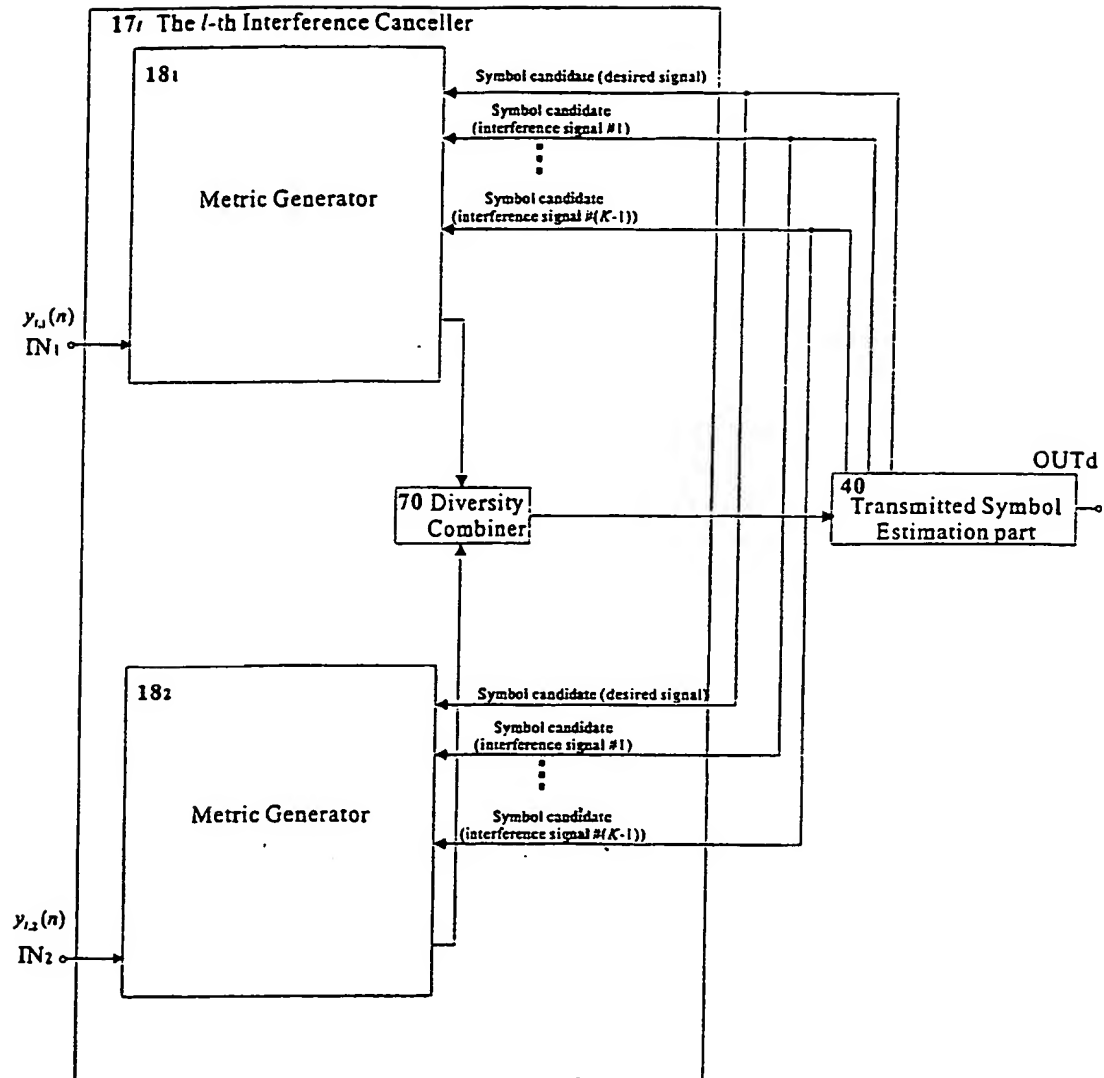 17l The l-th Interference Canceller
181
Symbol candidate (desired signal)
Symbol candidate
(interference signal #1)
Metric Generator
Symbol candidate
(interference signal #(K-1))
yl,1(n)
IN1
OUTd
70 Diversity
Combiner
40
Transmitted Symbol
Estimation part
182
Symbol candidate (desired signal)
Symbol candidate
(interference signal #1)
Metric Generator
Symbol candidate
(interference signal #(K-1))
yl,2(n)
IN2